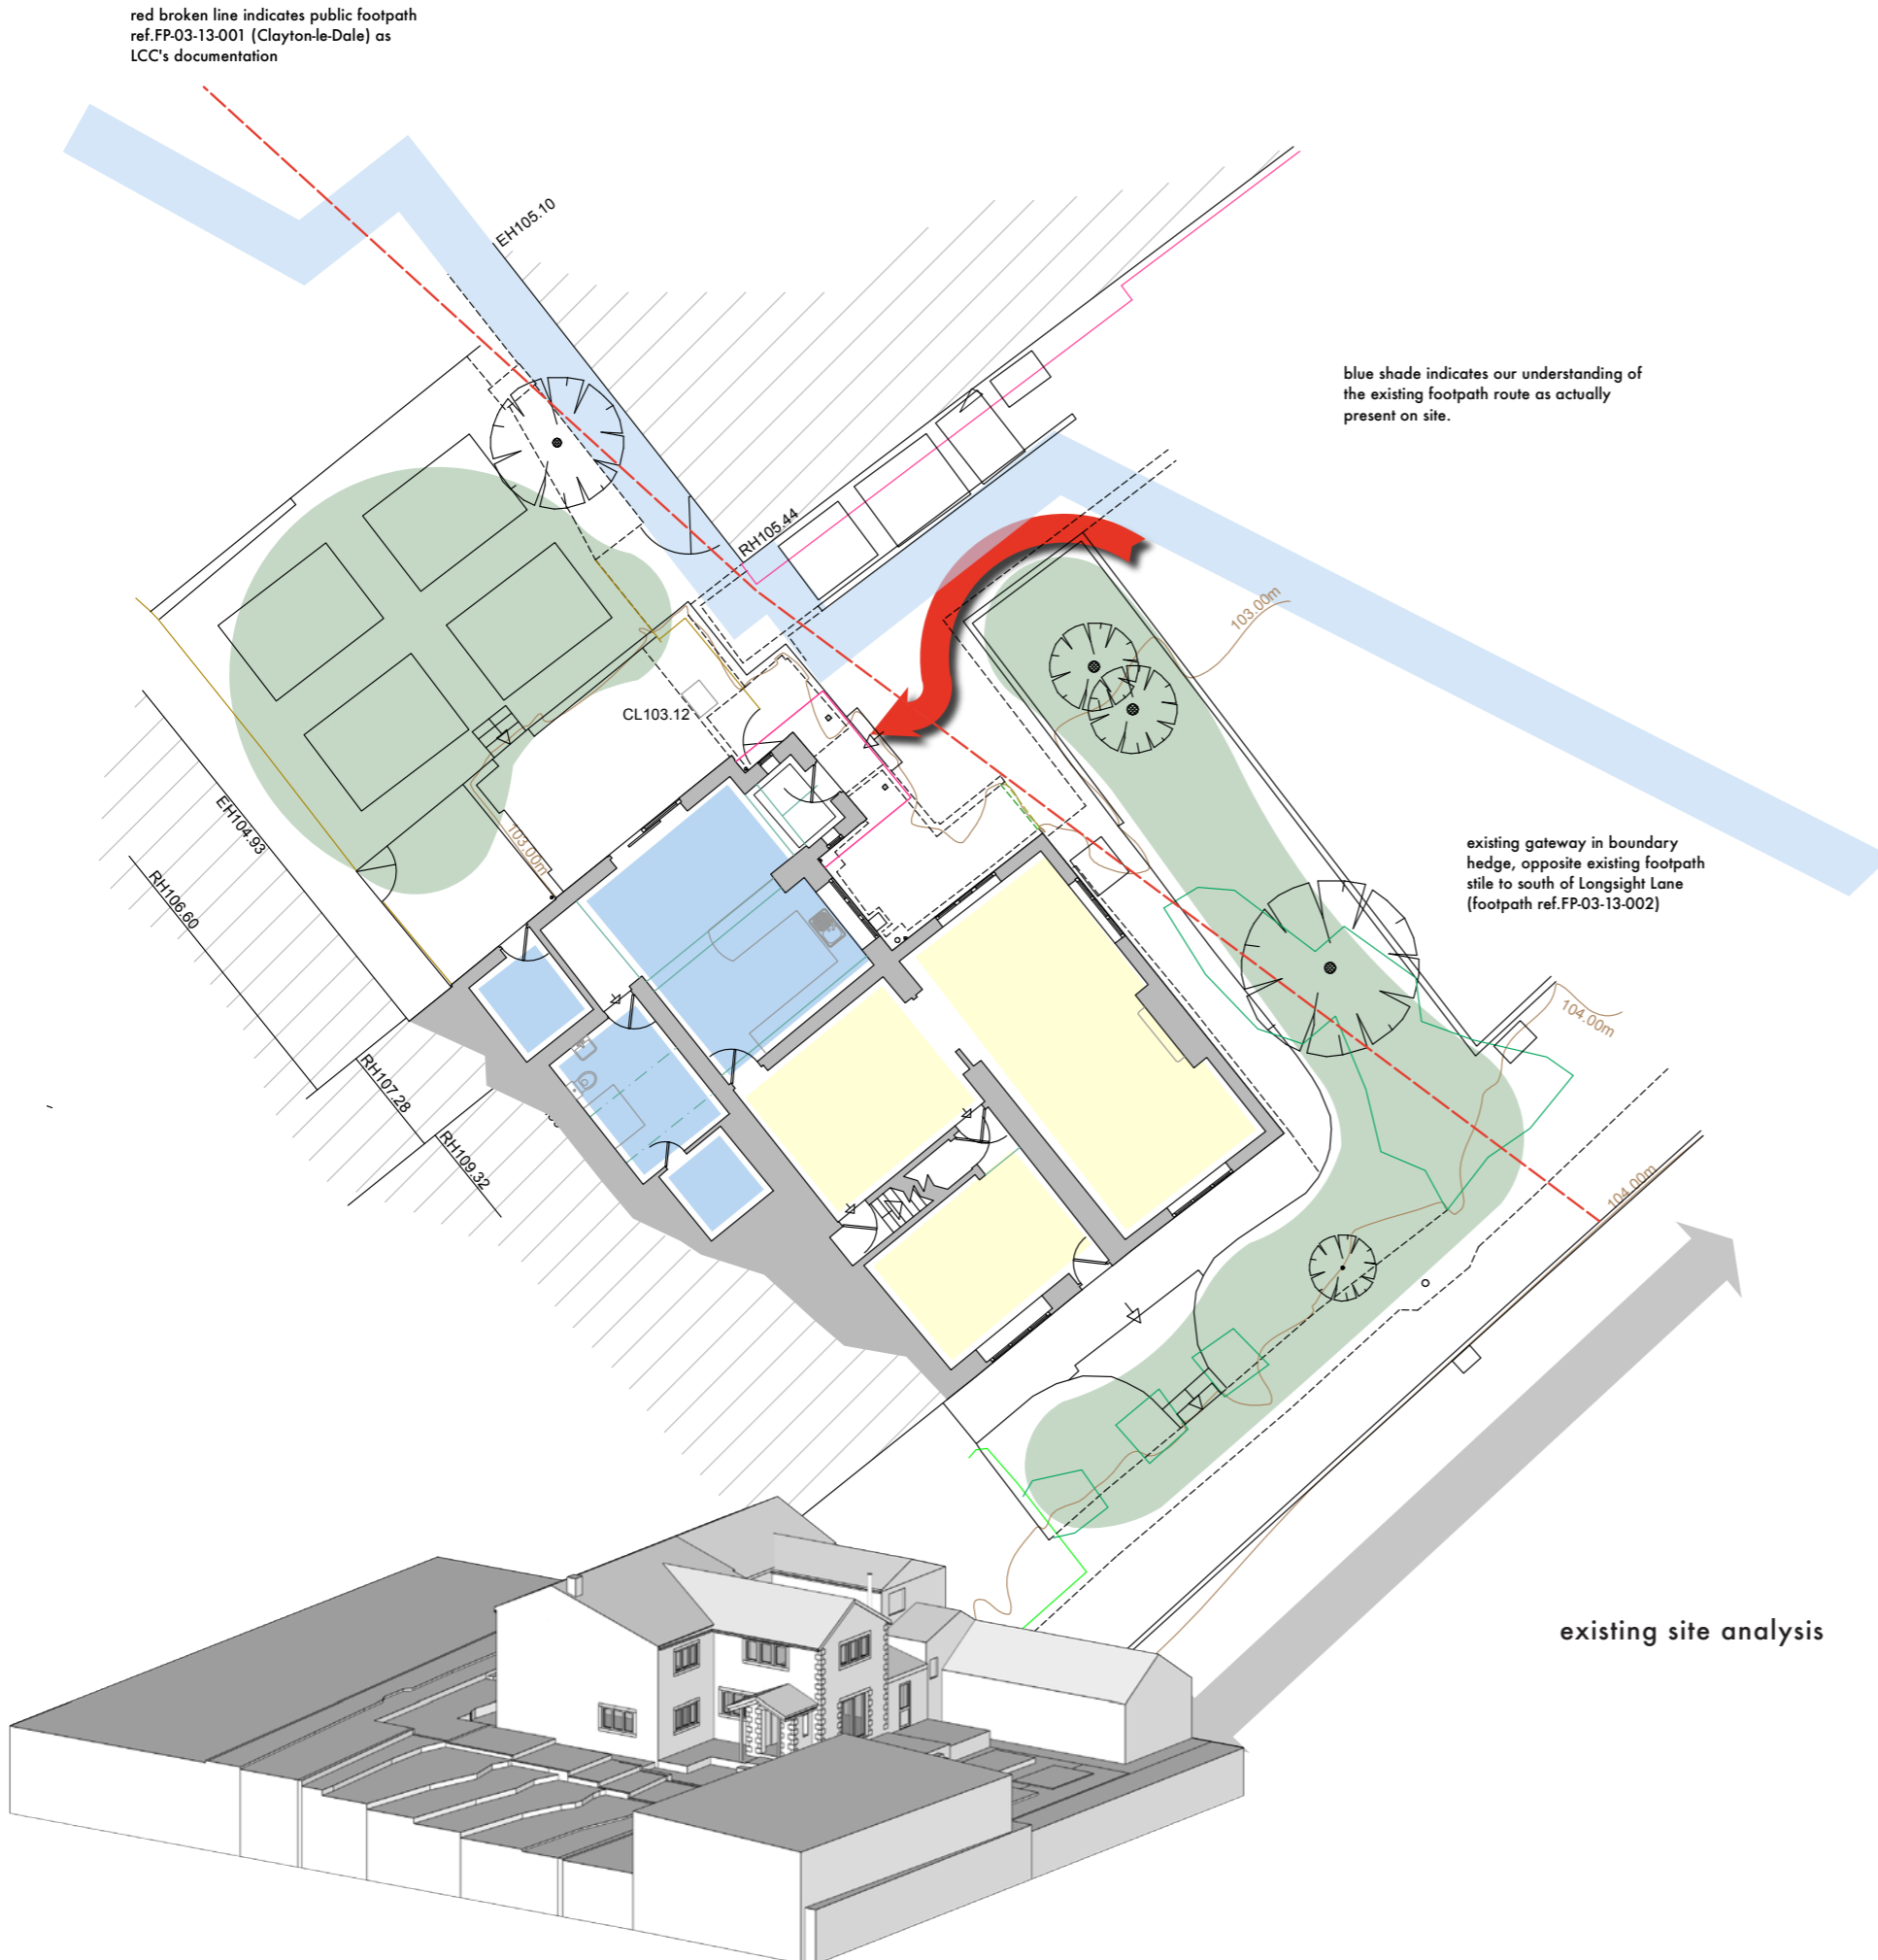 red broken line indicates public footpath
ref.FP-03-13-001 (Clayton-le-Dale) as
LCC's documentation
EH105.10
blue shade indicates our understanding of
the existing footpath route as actually
present on site.
RH105.44
103.00m
CL103.12
EH104.93
103.00m
RH106.60
existing gateway in boundary
hedge, opposite existing footpath
stile to south of Longsight Lane
(footpath ref.FP-03-13-002)
104.00m
RH107.28
RH109.32
104.00m
existing site analysis